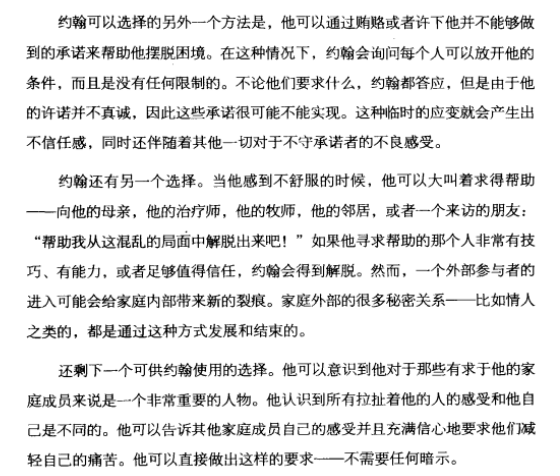 约翰可以选择的另外一个方法是，他可以通过贿赂或者许下他并不能够做
到的承诺来帮助他摆脱困境。在这种情况下，约翰会询问每个人可以放开他的
条件，而且是没有任何限制的。不论他们要求什么，约翰都答应，但是由于他
的许诺并不真诚，因此这些承诺很可能不能实现。这种临时的应变就会产生出
不信任感，同时还伴随着其他一切对于不守承诺者的不良感受。
约翰还有另一个选择。当他感到不舒服的时候，他可以大叫着求得帮助
——向他的母亲，他的治疗师，他的牧师，他的邻居，或者一个来访的朋友：
“帮助我从这混乱的局面中解脱出来吧！”如果他寻求帮助的那个人非常有技
巧、有能力，或者足够值得信任，约翰会得到解脱。然而，一个外部参与者的
进入可能会给家庭内部带来新的裂痕。家庭外部的很多秘密关系——比如情人
之类的，都是通过这种方式发展和结束的。
还剩下一个可供约翰使用的选择。他可以意识到他对于那些有求于他的家
庭成员来说是一个非常重要的人物。他认识到所有拉扯着他的人的感受和他自
己是不同的。他可以告诉其他家庭成员自己的感受并且充满信心地要求他们减
轻自己的痛苦。他可以直接做出这样的要求——不需要任何暗示。